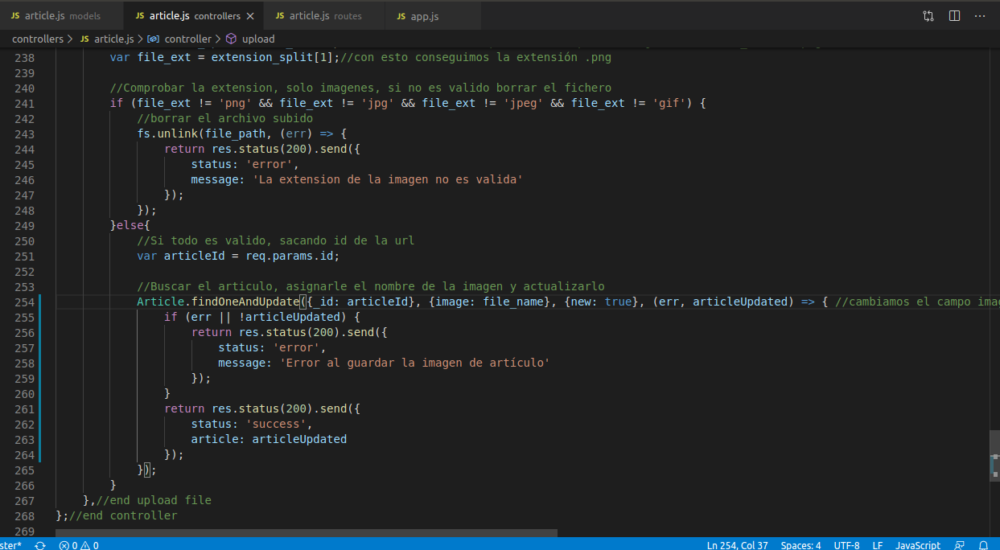 JS article.js models JS article.js controllers JS article.js routes JS app.js
controllers > JS article.js > controller > upload
238 var file_ext = extension_split[1];//con esto conseguimos la extensión .png
239
240 //Comprobar la extension, solo imagenes, si no es valido borrar el fichero
241 if (file_ext != 'png' && file_ext != 'jpg' && file_ext != 'jpeg' && file_ext != 'gif') {
242 //borrar el archivo subido
243 fs.unlink(file_path, (err) => {
244 return res.status(200).send({
245 status: 'error',
246 message: 'La extension de la imagen no es valida'
247 });
248 });
249 }else{
250 //Si todo es valido, sacando id de la url
251 var articleId = req.params.id;
252
253 //Buscar el articulo, asignarle el nombre de la imagen y actualizarlo
254 Article.findOneAndUpdate({_id: articleId}, {image: file_name}, {new: true}, (err, articleUpdated) => { //cambiamos el campo ima
255 if (err || !articleUpdated) {
256 return res.status(200).send({
257 status: 'error',
258 message: 'Error al guardar la imagen de artículo'
259 });
260 }
261 return res.status(200).send({
262 status: 'success',
263 article: articleUpdated
264 });
265 });
266 }
267 },//end upload file
268 };//end controller
269
ster* 0 0 Ln 254, Col 37 Spaces: 4 UTF-8 LF JavaScript